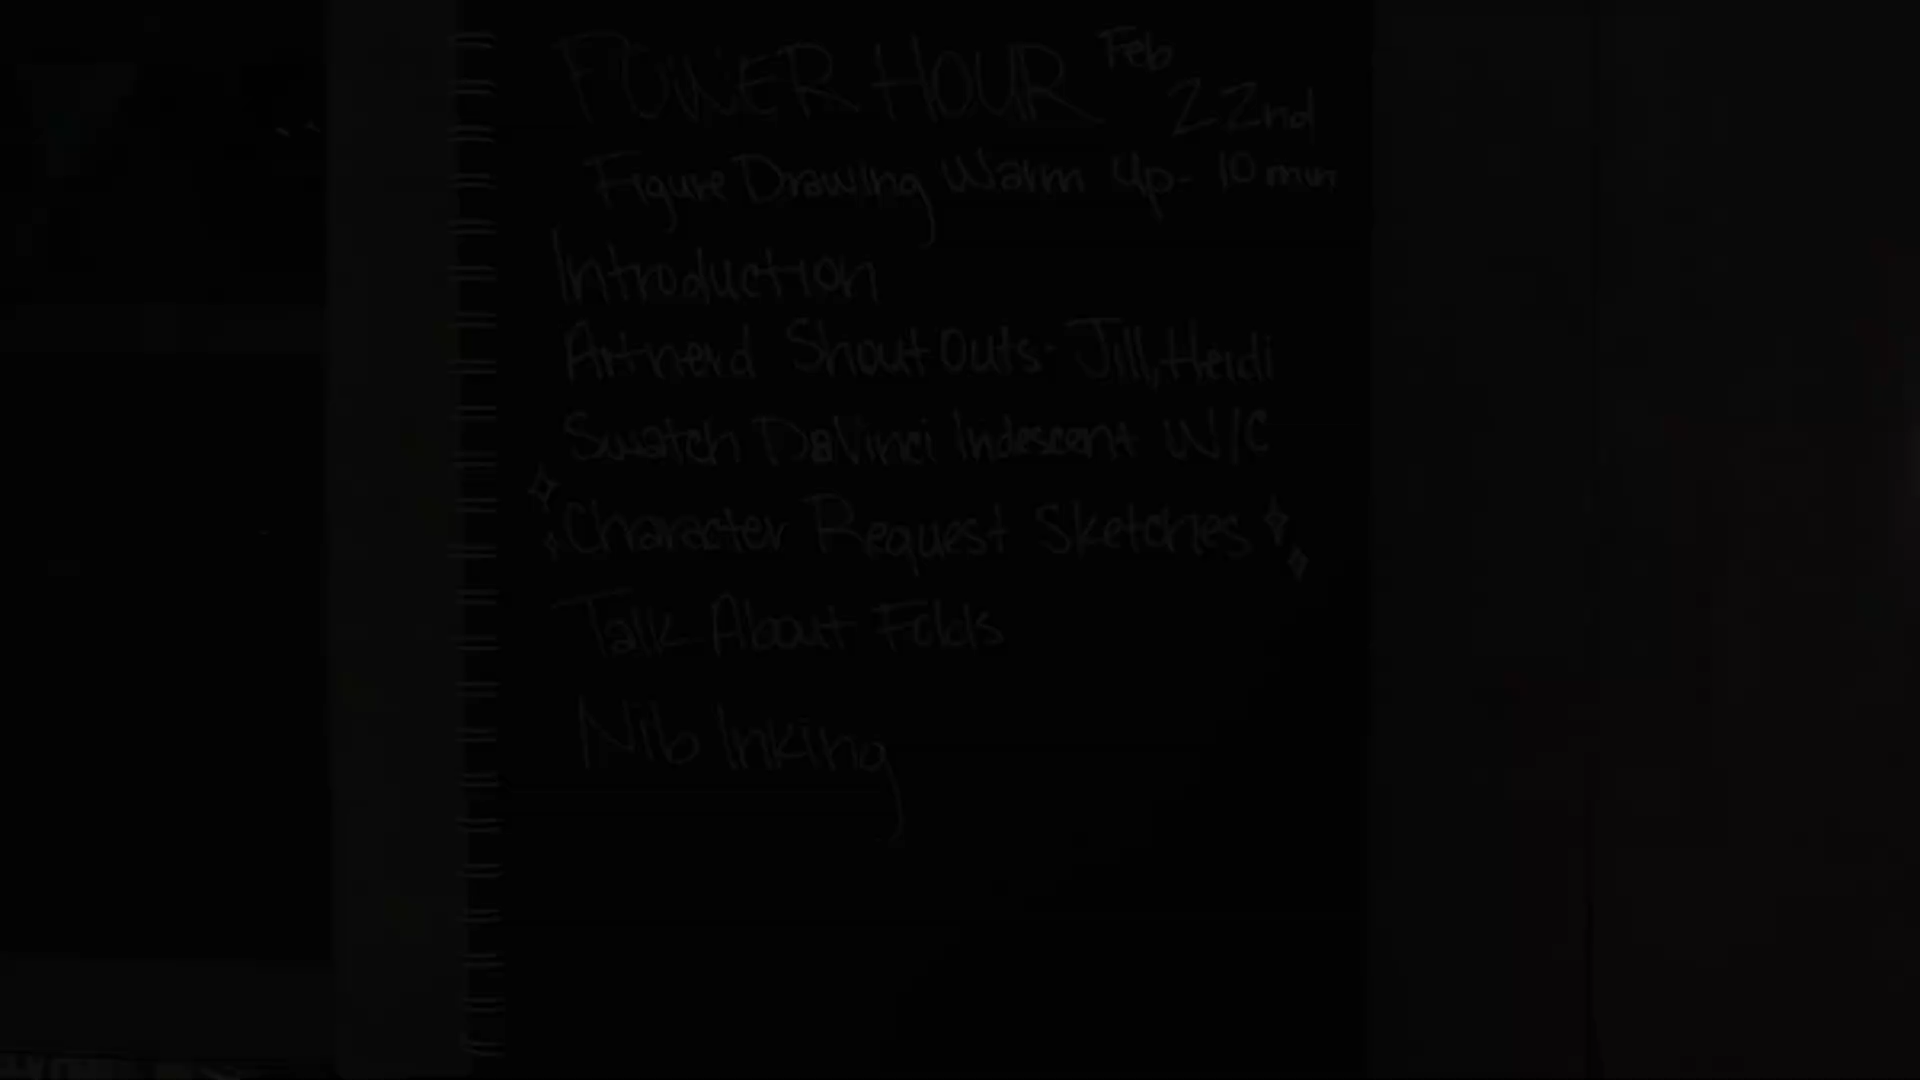 POWER HOUR Feb 22nd
Figure Drawing Warm Up - 10 min
Introduction
Artnerd Shout Outs - Jill, Heidi
Swatch DaVinci Iridescent W/C
Character Request Sketches
Talk About Folds
Nib Inking